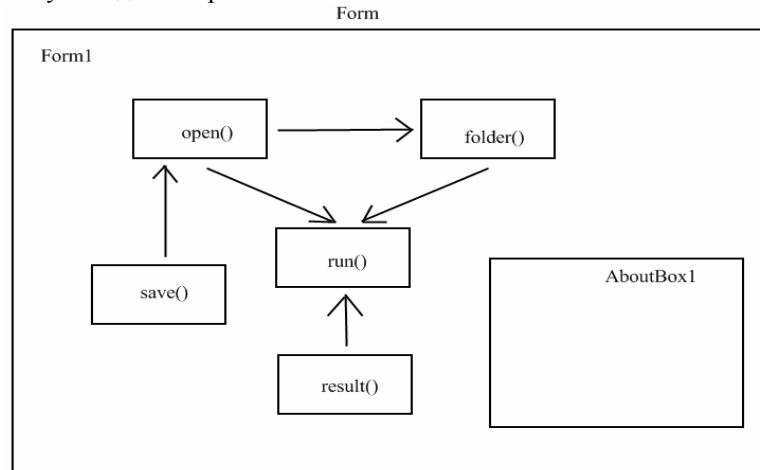 Form
Form1
open()
folder()
run()
save()
AboutBox1
result()